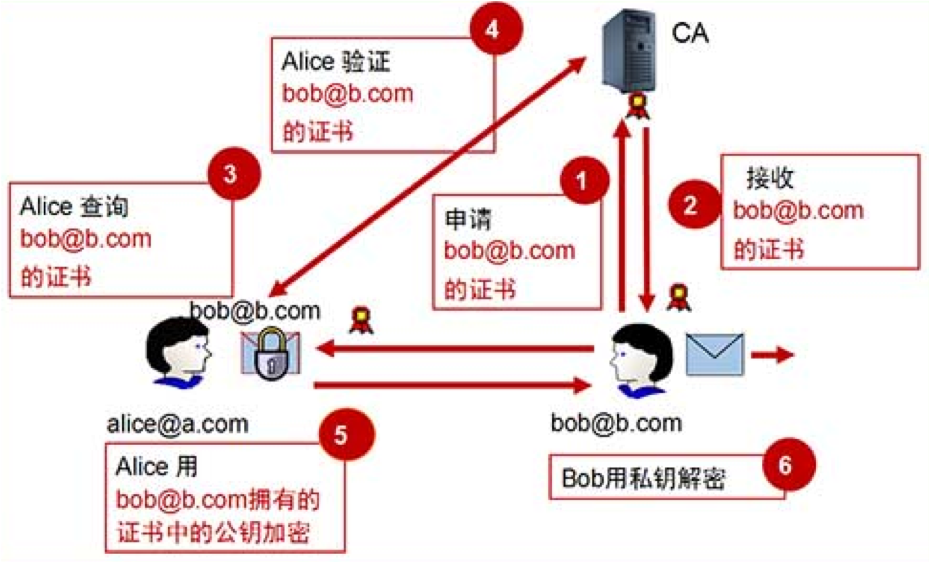 4
CA
Alice 验证
bob@b.com
的证书
3
Alice 查询
bob@b.com
的证书
1
申请
bob@b.com
的证书
2
接收
bob@b.com
的证书
bob@b.com
alice@a.com
bob@b.com
5
Alice 用
bob@b.com拥有的
证书中的公钥加密
6
Bob用私钥解密